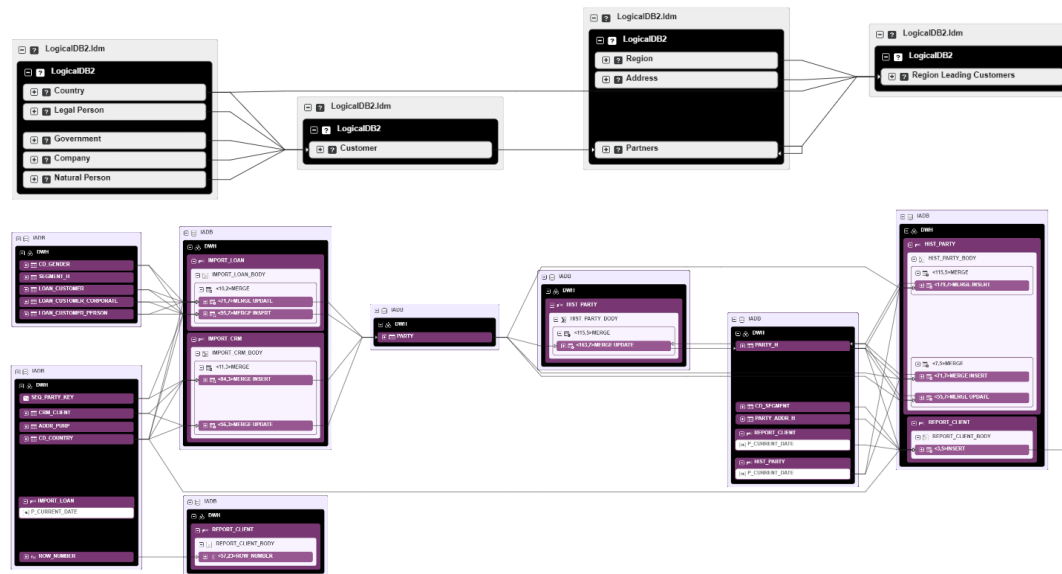 LogicalDB2.ldm
LogicalDB2
Country
Legal Person
Government
Company
Natural Person
LogicalDB2.ldm
LogicalDB2
Customer
LogicalDB2.ldm
LogicalDB2
Region
Address
Partners
LogicalDB2.ldm
LogicalDB2
Region Leading Customers
IADB
DWH
CD_GENDER
SEGMENT_H
LOAN_CUSTOMER
LOAN_CUSTOMER_CORPORATE
LOAN_CUSTOMER_PERSON
IADB
DWH
SEQ_PARTY_KEY
CRM_CLIENT
CD_COUNTRY
IMPORT_LOAN
P_CURRENT_DATE
ROW_NUMBER
IADB
DWH
IMPORT_LOAN
IMPORT_LOAN_BODY
<10,2>MERGE
MERGE UPDATE
MERGE INSERT
IMPORT_CRM
IMPORT_CRM_BODY
<11,3>MERGE
<84,3>MERGE INSERT
<56,3>MERGE UPDATE
IADB
DWH
REPORT_CLIENT
REPORT_CLIENT_BODY
<57,23>ROW_NUMBER
IADB
DWH
PARTY
IADB
DWH
HIST_PARTY
HIST_PARTY_BODY
<115,5>MERGE
<163,7>MERGE UPDATE
IADB
DWH
PARTY_H
CD_SEGMENT
PARTY_ADDR_H
REPORT_CLIENT
P_CURRENT_DATE
HIST_PARTY
P_CURRENT_DATE
IADB
DWH
HIST_PARTY
HIST_PARTY_BODY
<115,5>MERGE
<179,7>MERGE INSERT
<7,5>MERGE
<71,7>MERGE INSERT
<55,7>MERGE UPDATE
REPORT_CLIENT
REPORT_CLIENT_BODY
<3,5>INSERT